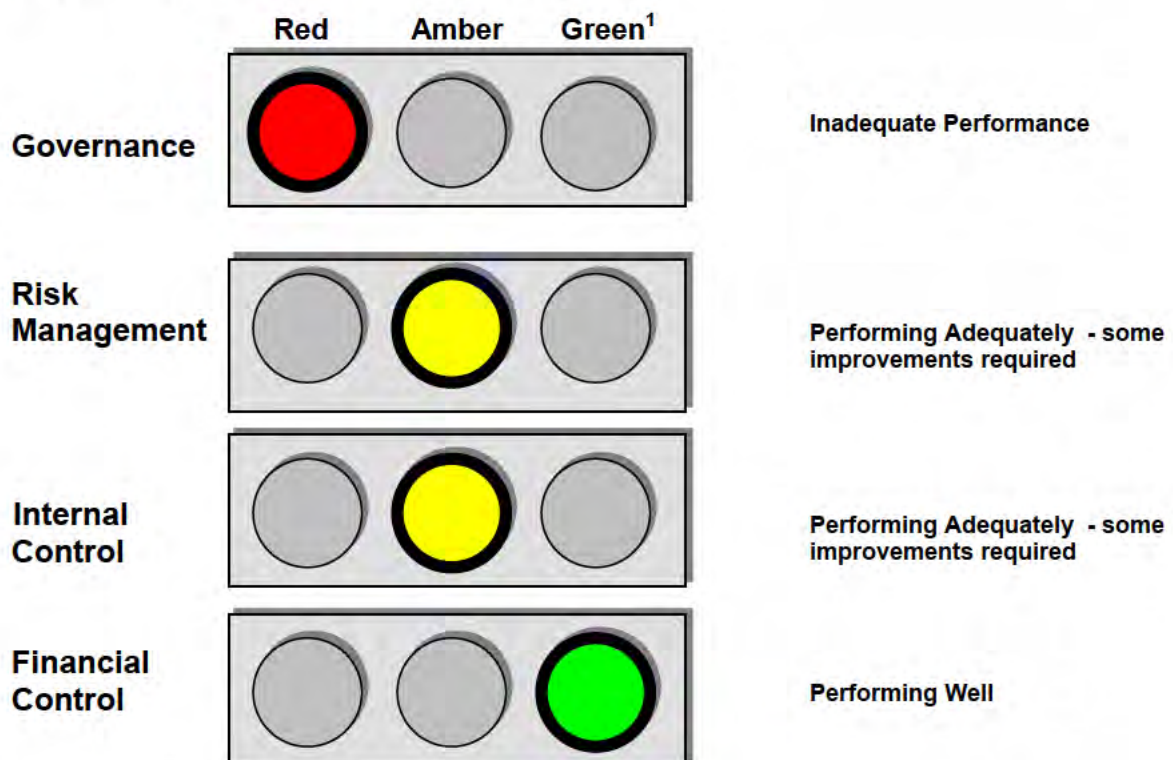 Red Amber Green¹
Governance
Inadequate Performance
Risk
Management
Performing Adequately - some
improvements required
Internal
Control
Performing Adequately - some
improvements required
Financial
Control
Performing Well